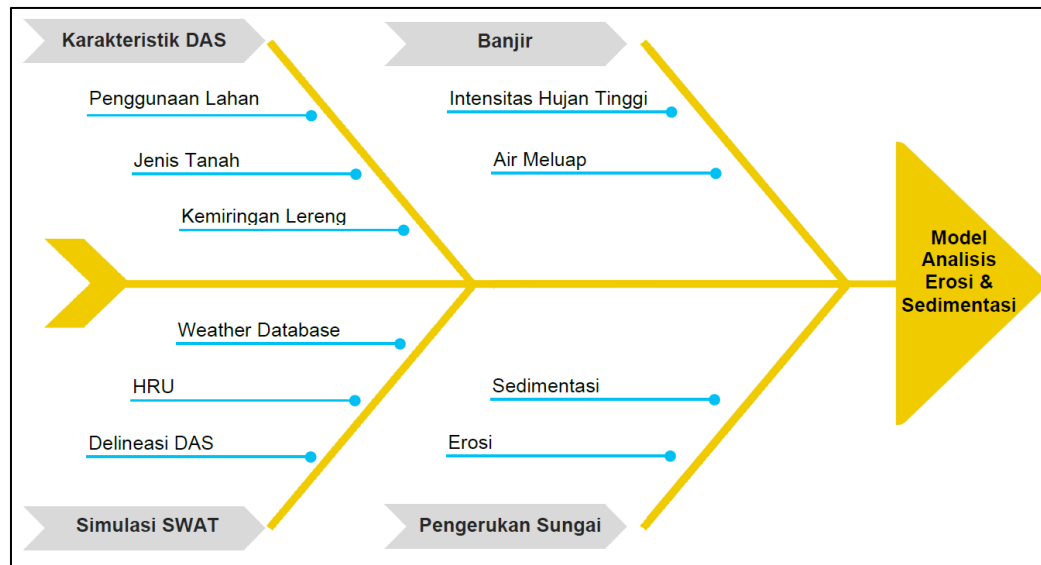 Karakteristik DAS
Banjir
Penggunaan Lahan
Intensitas Hujan Tinggi
Jenis Tanah
Air Meluap
Kemiringan Lereng
Model
Analisis
Erosi &
Sedimentasi
Weather Database
HRU
Sedimentasi
Delineasi DAS
Erosi
Simulasi SWAT
Pengerukan Sungai